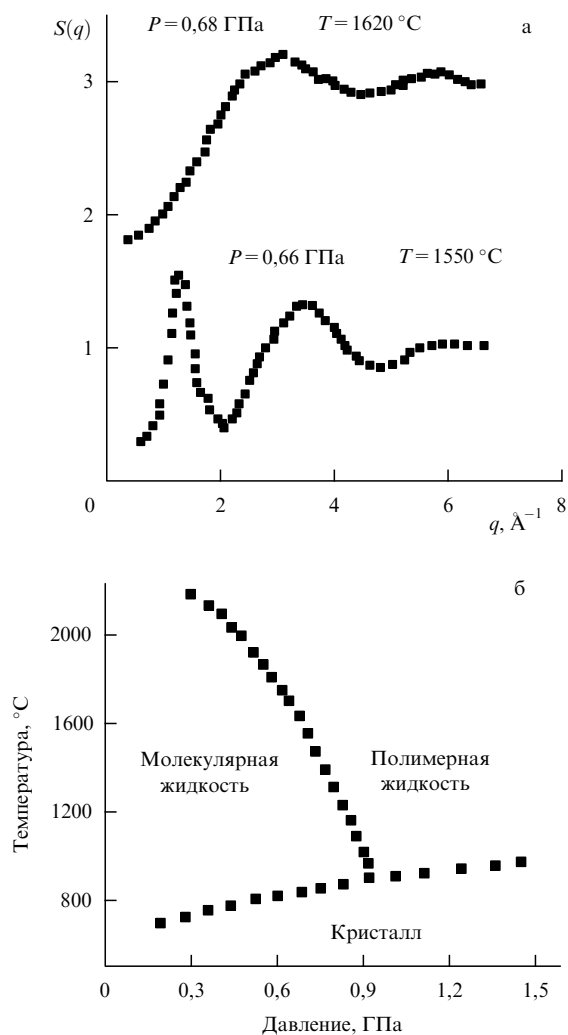 S(q) P = 0,68 ГПа T = 1620 °C а
3
2
P = 0,66 ГПа T = 1550 °C
1
0 2 4 6 8
q, Å⁻¹
б
2000
1600
1200
800
Температура, °C
Молекулярная
жидкость
Полимерная
жидкость
Кристалл
0 0,3 0,6 0,9 1,2 1,5
Давление, ГПа